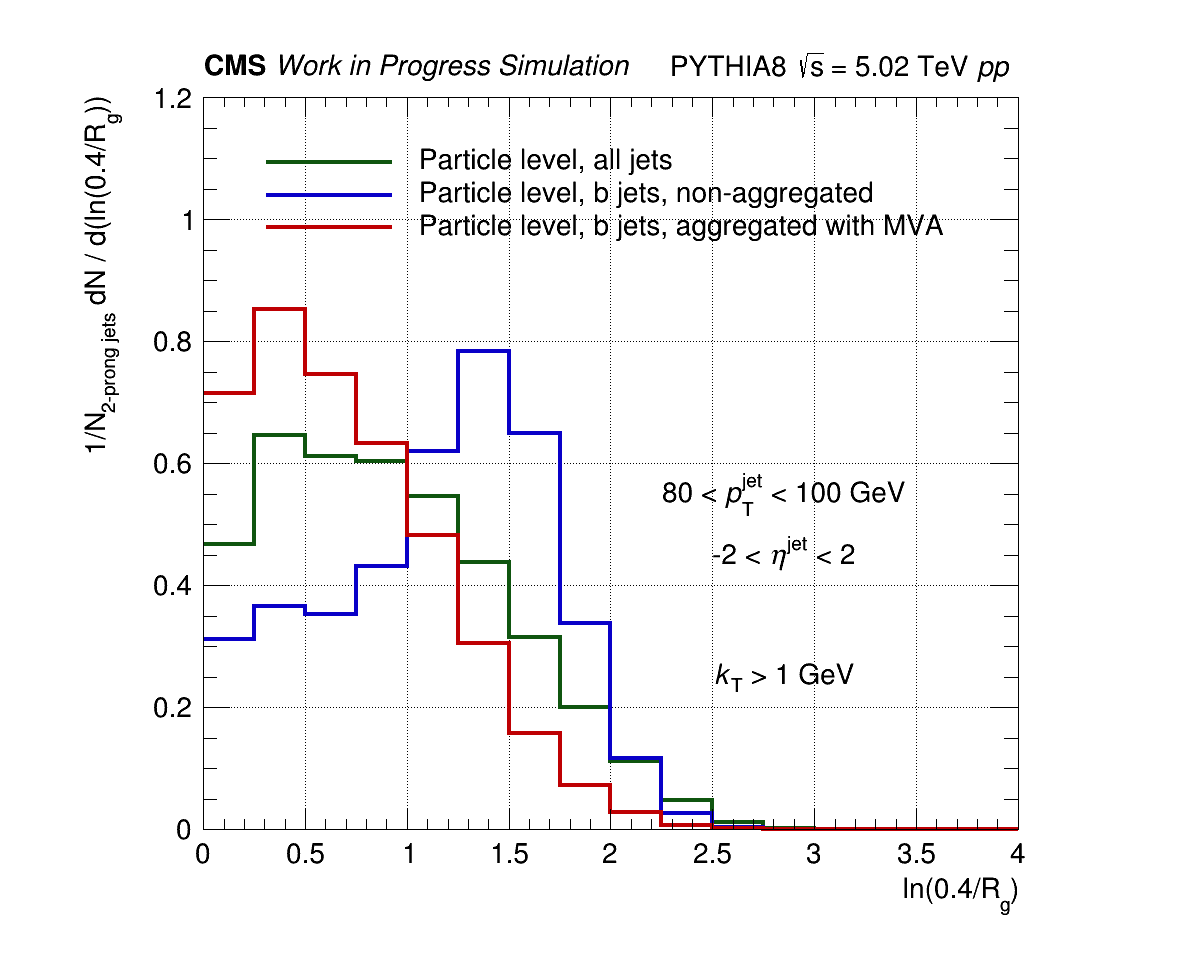 CMS Work in Progress Simulation PYTHIA8 √s = 5.02 TeV pp
1/N2-prong jets dN / d(ln(0.4/Rg))
1.2
1
0.8
0.6
0.4
0.2
0
Particle level, all jets
Particle level, b jets, non-aggregated
Particle level, b jets, aggregated with MVA
80 < pTjet < 100 GeV
-2 < ηjet < 2
kT > 1 GeV
0 0.5 1 1.5 2 2.5 3 3.5 4
ln(0.4/Rg)